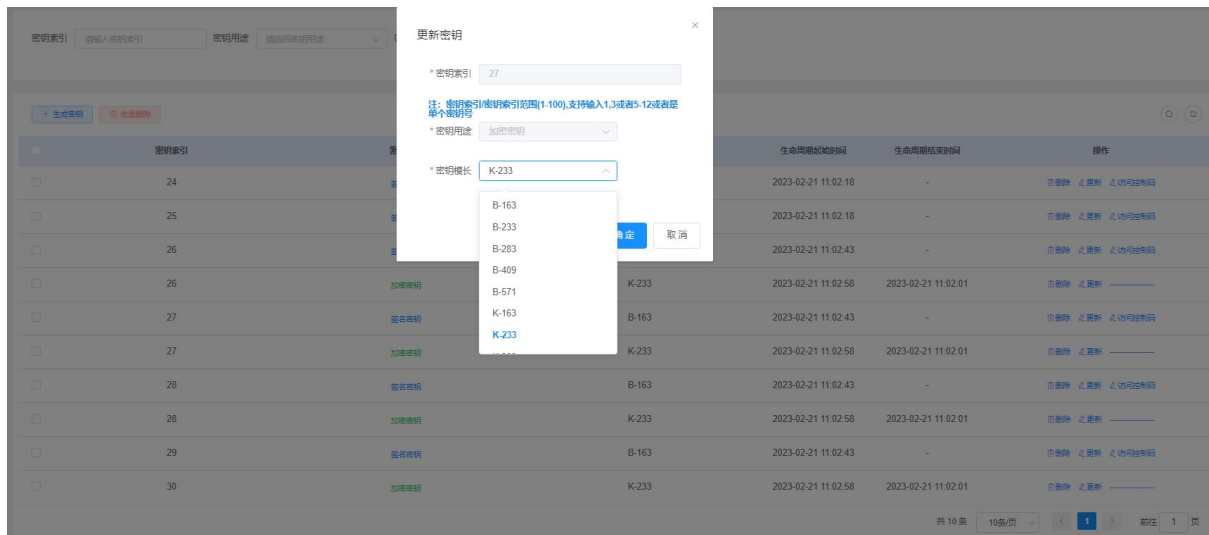 更新密钥
密钥索引 请输入密钥索引 密钥用途 请选择密钥用途
* 密钥索引 27
注：密钥索引/密钥索引范围(1-100),支持输入1,3或者5-12或者是
单个密钥号
+ 生成密钥 批量删除
* 密钥用途 加密密钥
密钥索引 生命周期起始时间 生命周期结束时间 操作
* 密钥模长 K-233
24 2023-02-21 11:02:18 - 删除 更新 访问控制码
B-163
25 2023-02-21 11:02:18 - 删除 更新 访问控制码
B-233
确定 取消
26 2023-02-21 11:02:43 - 删除 更新 访问控制码
B-283
B-409
26 加密密钥 K-233 2023-02-21 11:02:58 2023-02-21 11:02:01 删除 更新
B-571
K-163
27 签名密钥 B-163 2023-02-21 11:02:43 - 删除 更新 访问控制码
K-233
27 加密密钥 K-233 2023-02-21 11:02:58 2023-02-21 11:02:01 删除 更新
28 签名密钥 B-163 2023-02-21 11:02:43 - 删除 更新 访问控制码
28 加密密钥 K-233 2023-02-21 11:02:58 2023-02-21 11:02:01 删除 更新
29 签名密钥 B-163 2023-02-21 11:02:43 - 删除 更新 访问控制码
30 加密密钥 K-233 2023-02-21 11:02:58 2023-02-21 11:02:01 删除 更新
共 10 条 10条/页 1 前往 1 页